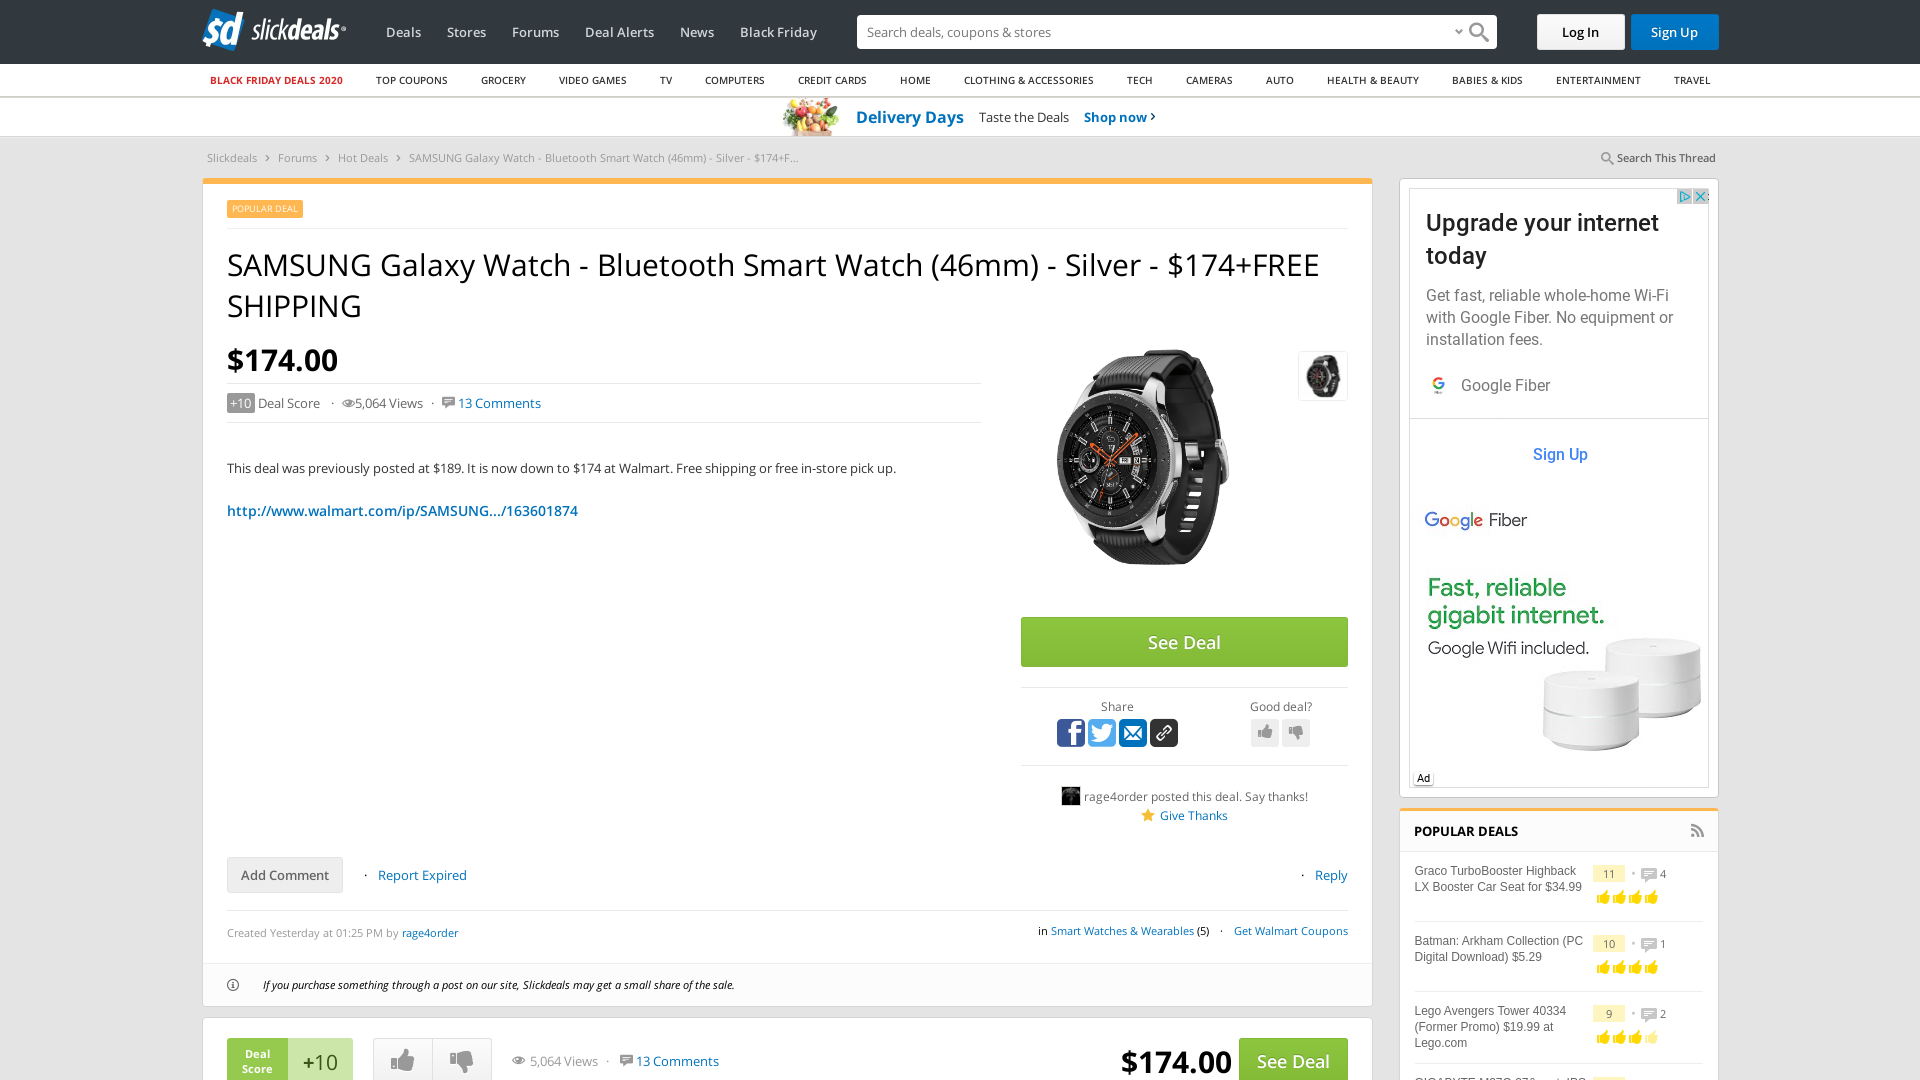 slickdeals
Deals
Stores
Forums
Deal Alerts
News
Black Friday
Search deals, coupons & stores
Log In
Sign Up
BLACK FRIDAY DEALS 2020
TOP COUPONS
GROCERY
VIDEO GAMES
TV
COMPUTERS
CREDIT CARDS
HOME
CLOTHING & ACCESSORIES
TECH
CAMERAS
AUTO
HEALTH & BEAUTY
BABIES & KIDS
ENTERTAINMENT
TRAVEL
Delivery Days Taste the Deals Shop now
Slickdeals > Forums > Hot Deals > SAMSUNG Galaxy Watch - Bluetooth Smart Watch (46mm) - Silver - $174+F...
Search This Thread
POPULAR DEAL
SAMSUNG Galaxy Watch - Bluetooth Smart Watch (46mm) - Silver - $174+FREE
SHIPPING
$174.00
+10 Deal Score · 5,064 Views · 13 Comments
This deal was previously posted at $189. It is now down to $174 at Walmart. Free shipping or free in-store pick up.
http://www.walmart.com/ip/SAMSUNG.../163601874
See Deal
Share
Good deal?
rage4order posted this deal. Say thanks!
Give Thanks
Add Comment · Report Expired
· Reply
Created Yesterday at 01:25 PM by rage4order
in Smart Watches & Wearables (5) · Get Walmart Coupons
If you purchase something through a post on our site, Slickdeals may get a small share of the sale.
Deal
Score
+10
5,064 Views · 13 Comments
$174.00
See Deal
Upgrade your internet
today
Get fast, reliable whole-home Wi-Fi
with Google Fiber. No equipment or
installation fees.
Google Fiber
Sign Up
Google Fiber
Fast, reliable
gigabit internet.
Google Wifi included.
Ad
POPULAR DEALS
Graco TurboBooster Highback
LX Booster Car Seat for $34.99
11 · 4
Batman: Arkham Collection (PC
Digital Download) $5.29
10 · 1
Lego Avengers Tower 40334
(Former Promo) $19.99 at
Lego.com
9 · 2